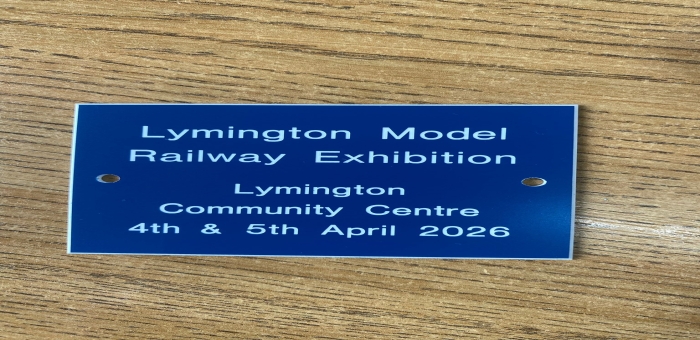 Lymington Model
Railway Exhibition
Lymington
Community Centre
4th & 5th April 2026